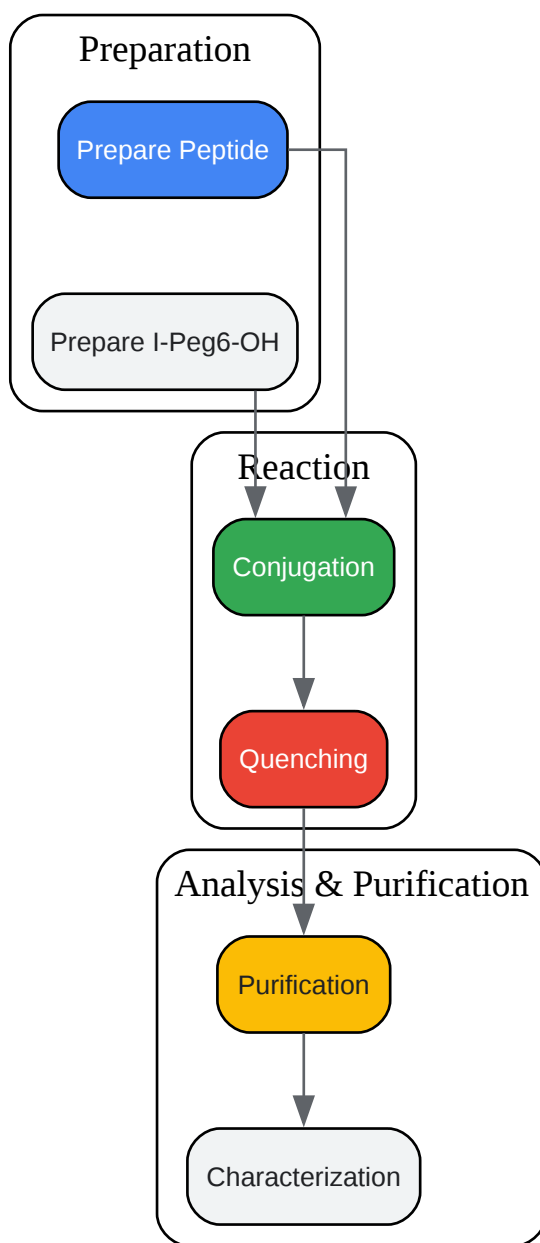 Preparation
Prepare Peptide
Prepare I-Peg6-OH
Reaction
Conjugation
Quenching
Analysis & Purification
Purification
Characterization